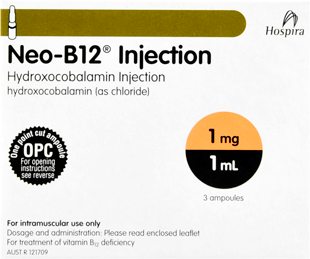 Hospira
Neo-B12® Injection
Hydroxocobalamin Injection
hydroxocobalamin (as chloride)
One point cut ampoule
OPC
For opening
instructions
see reverse
1 mg
1 mL
3 ampoules
For intramuscular use only
Dosage and administration: Please read enclosed leaflet
For treatment of vitamin B₁₂ deficiency
AUST R 121709